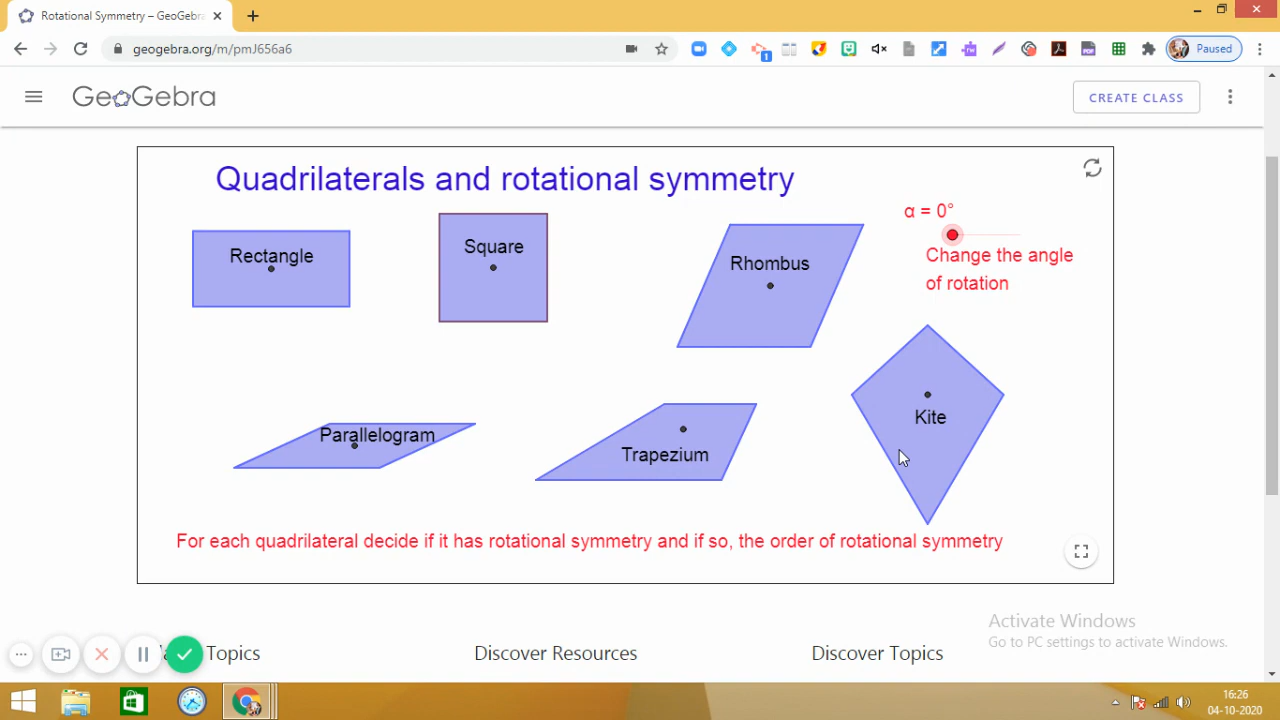 Rotational Symmetry – GeoGebra
geogebra.org/m/pmJ656a6
1
Paused
GeoGebra
CREATE CLASS
Quadrilaterals and rotational symmetry
α = 0°
Change the angle
of rotation
Rectangle
Square
Rhombus
Kite
Parallelogram
Trapezium
For each quadrilateral decide if it has rotational symmetry and if so, the order of rotational symmetry
Activate Windows
Go to PC settings to activate Windows.
Topics
Discover Resources
Discover Topics
16:26
04-10-2020